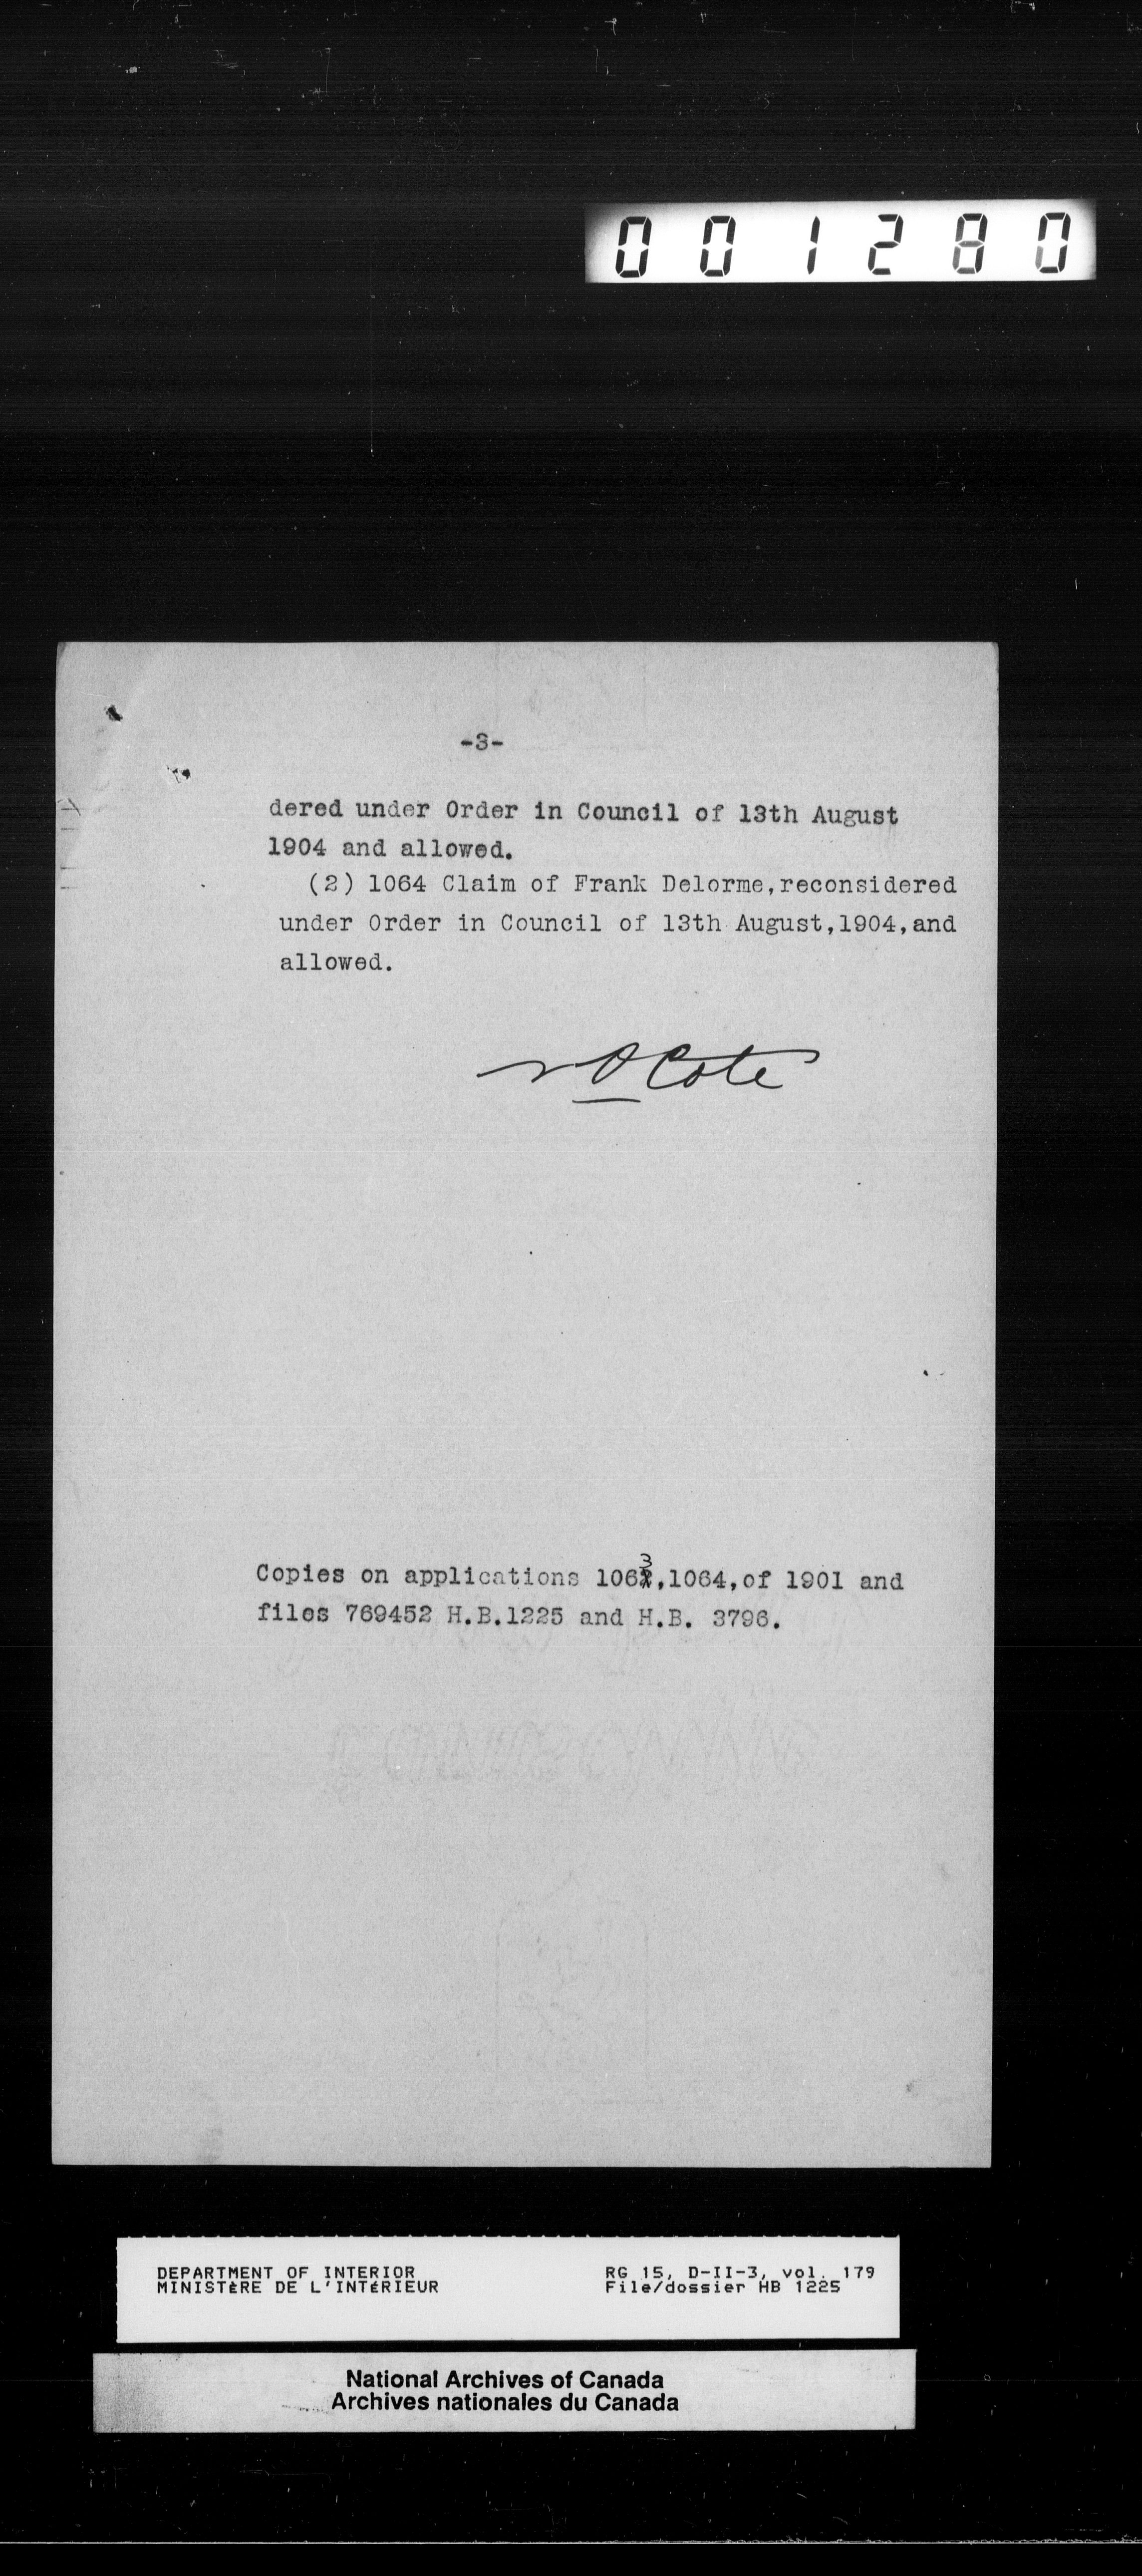 001280
-3-
dered under Order in Council of 13th August
1904 and allowed.
(2) 1064 Claim of Frank Delorme, reconsidered
under Order in Council of 13th August, 1904, and
allowed.
N O Cote
Copies on applications 1063, 1064, of 1901 and
files 769452 H.B.1225 and H.B. 3796.
DEPARTMENT OF INTERIOR
MINISTÈRE DE L'INTÉRIEUR
RG 15, D-II-3, vol. 179
File/dossier HB 1225
National Archives of Canada
Archives nationales du Canada